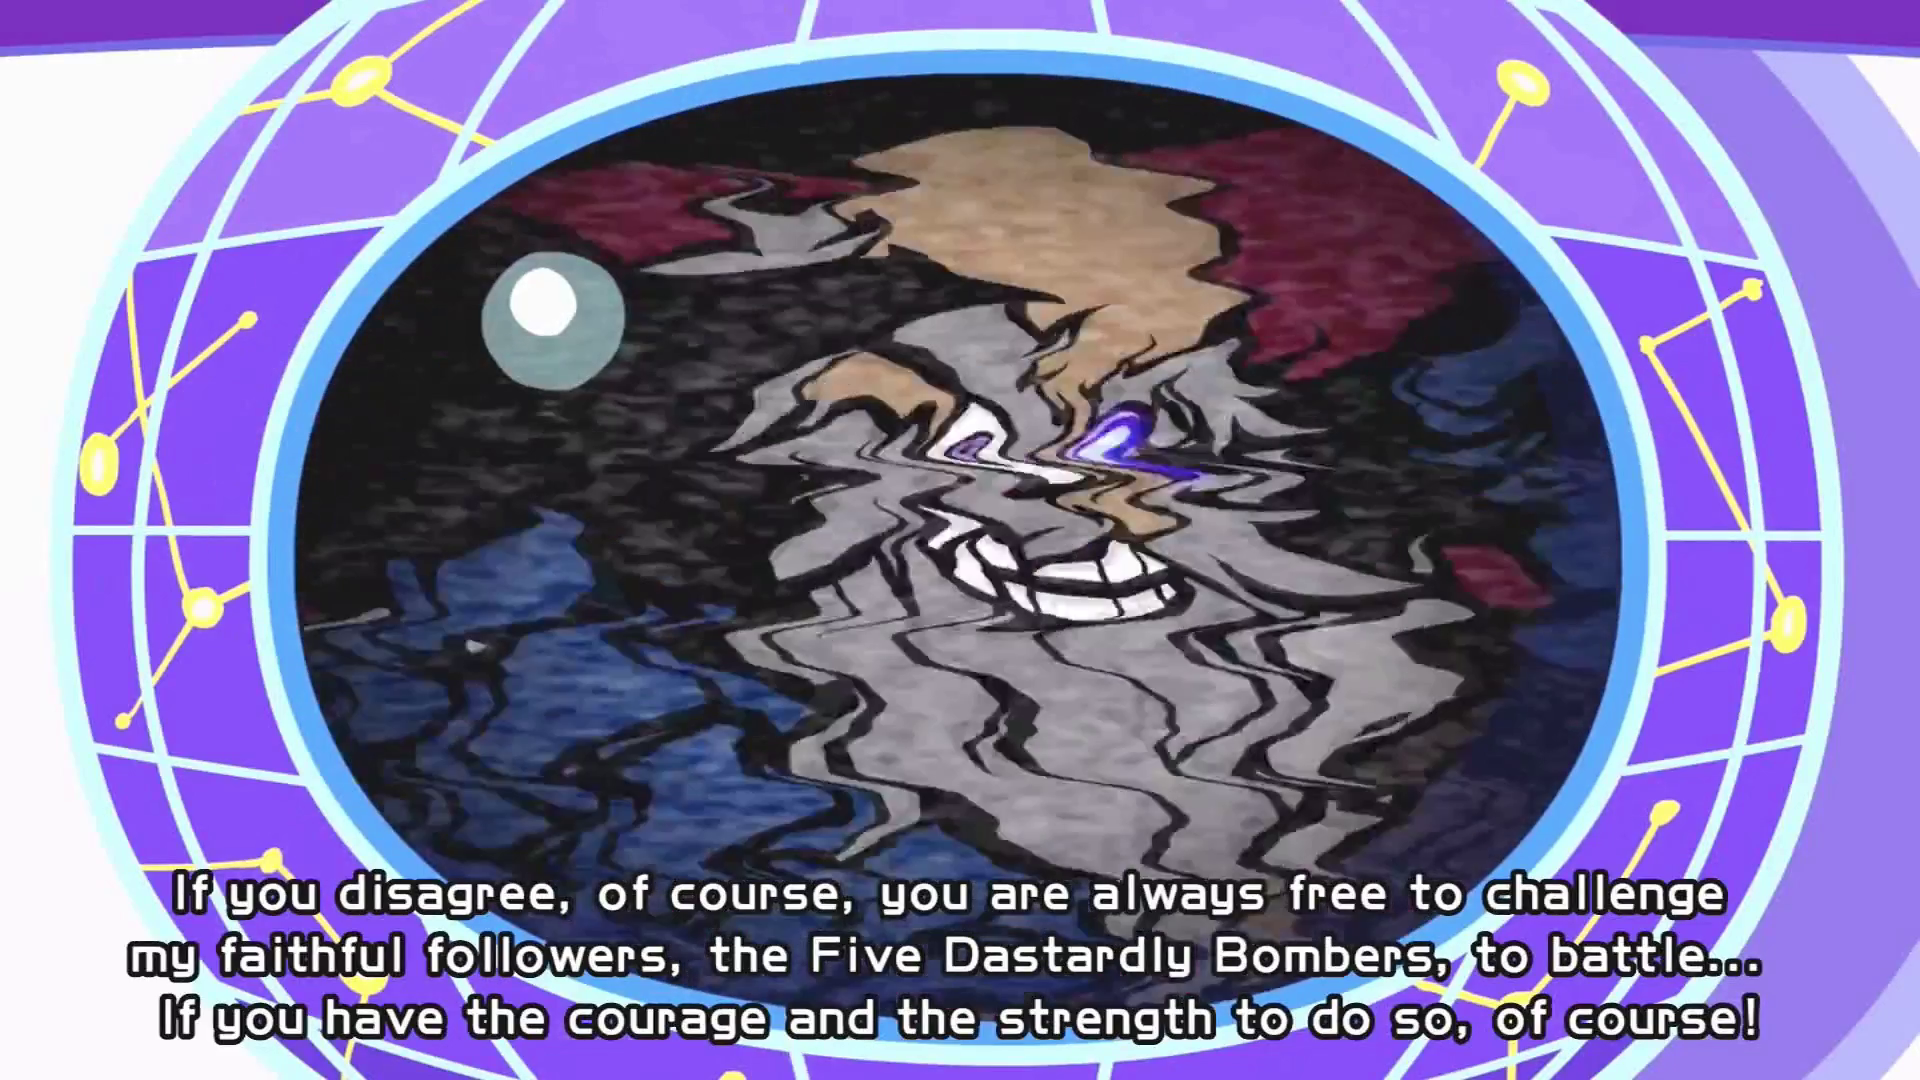 If you disagree, of course, you are always free to challenge
my faithful followers, the Five Dastardly Bombers, to battle...
If you have the courage and the strength to do so, of course!